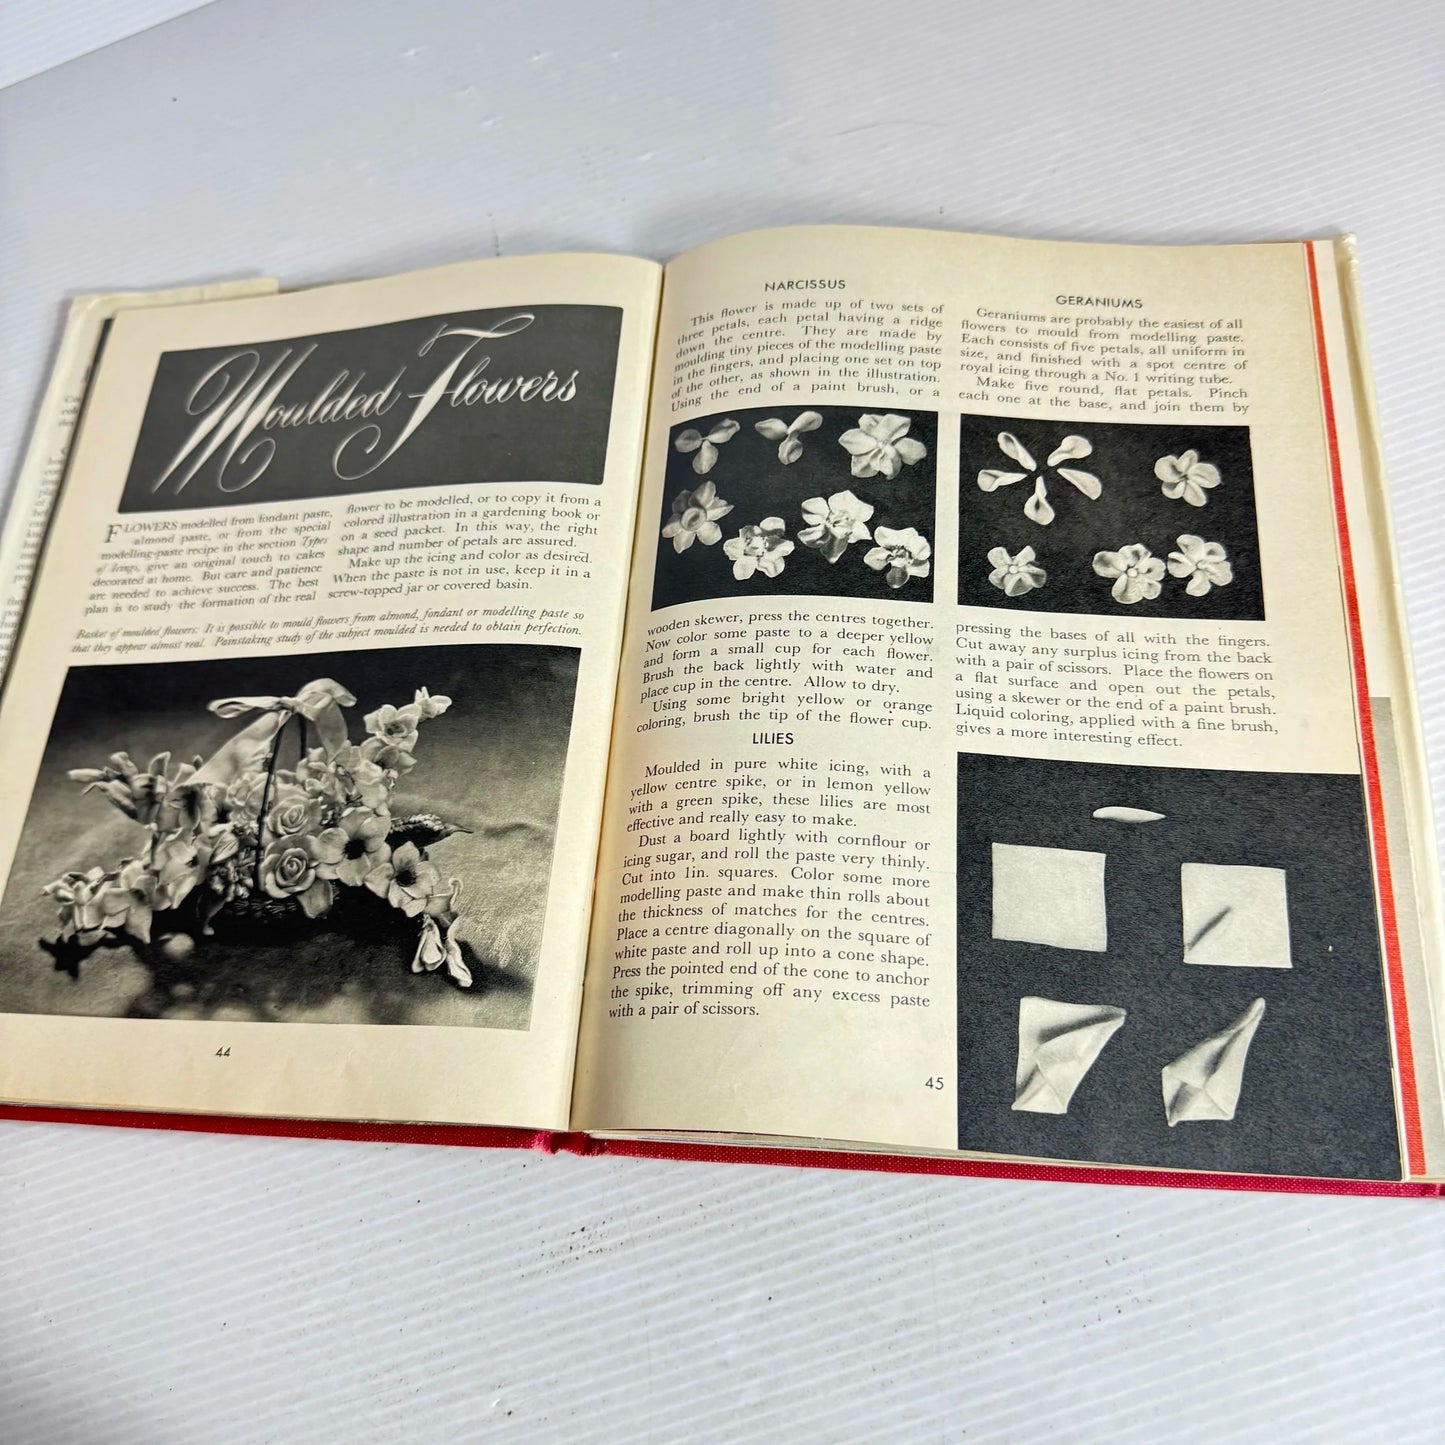 Moulded Flowers
FLOWERS modelled from fondant paste,
almond paste, or from the special
modelling-paste recipe in the section Types
of Icings, give an original touch to cakes
decorated at home. But care and patience
are needed to achieve success. The best
plan is to study the formation of the real
flower to be modelled, or to copy it from a
colored illustration in a gardening book or
on a seed packet. In this way, the right
shape and number of petals are assured.
Make up the icing and color as desired.
When the paste is not in use, keep it in a
screw-topped jar or covered basin.
Basket of moulded flowers: It is possible to mould flowers from almond, fondant or modelling paste so
that they appear almost real. Painstaking study of the subject moulded is needed to obtain perfection.
44
NARCISSUS
This flower is made up of two sets of
three petals, each petal having a ridge
down the centre. They are made by
moulding tiny pieces of the modelling paste
in the fingers, and placing one set on top
of the other, as shown in the illustration.
Using the end of a paint brush, or a
wooden skewer, press the centres together.
Now color some paste to a deeper yellow
and form a small cup for each flower.
Brush the back lightly with water and
place cup in the centre. Allow to dry.
Using some bright yellow or orange
coloring, brush the tip of the flower cup.
LILIES
Moulded in pure white icing, with a
yellow centre spike, or in lemon yellow
with a green spike, these lilies are most
effective and really easy to make.
Dust a board lightly with cornflour or
icing sugar, and roll the paste very thinly.
Cut into 1in. squares. Color some more
modelling paste and make thin rolls about
the thickness of matches for the centres.
Place a centre diagonally on the square of
white paste and roll up into a cone shape.
Press the pointed end of the cone to anchor
the spike, trimming off any excess paste
with a pair of scissors.
GERANIUMS
Geraniums are probably the easiest of all
flowers to mould from modelling paste.
Each consists of five petals, all uniform in
size, and finished with a spot centre of
royal icing through a No. 1 writing tube.
Make five round, flat petals. Pinch
each one at the base, and join them by
pressing the bases of all with the fingers.
Cut away any surplus icing from the back
with a pair of scissors. Place the flowers on
a flat surface and open out the petals,
using a skewer or the end of a paint brush.
Liquid coloring, applied with a fine brush,
gives a more interesting effect.
45